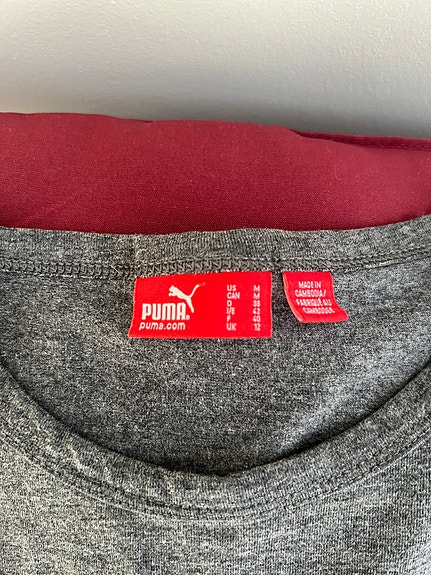 PUMA
puma.com
US M
CAN M
D 38
I/E 42
F 40
UK 12
MADE IN
CAMBODIA/
FABRIQUÉ AU
CAMBODGE